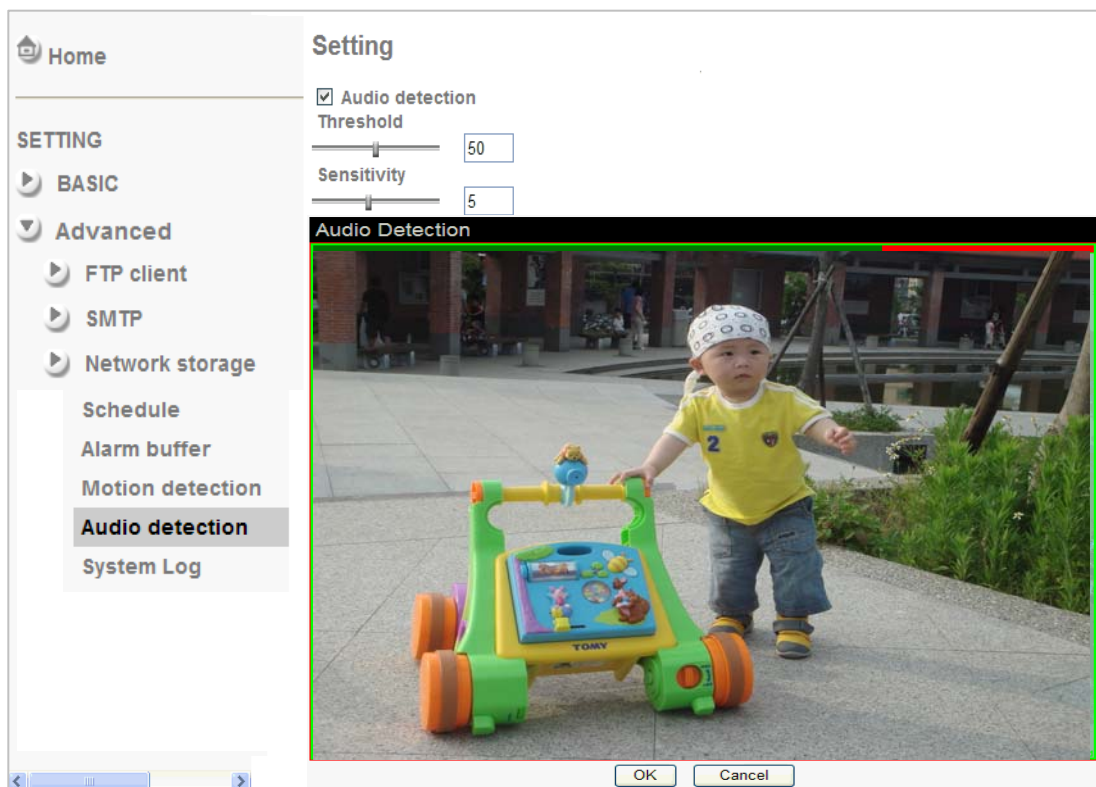 Home
SETTING
BASIC
Advanced
FTP client
SMTP
Network storage
Schedule
Alarm buffer
Motion detection
Audio detection
System Log
Setting
Audio detection
Threshold
50
Sensitivity
5
Audio Detection
2
TOMY
OK
Cancel